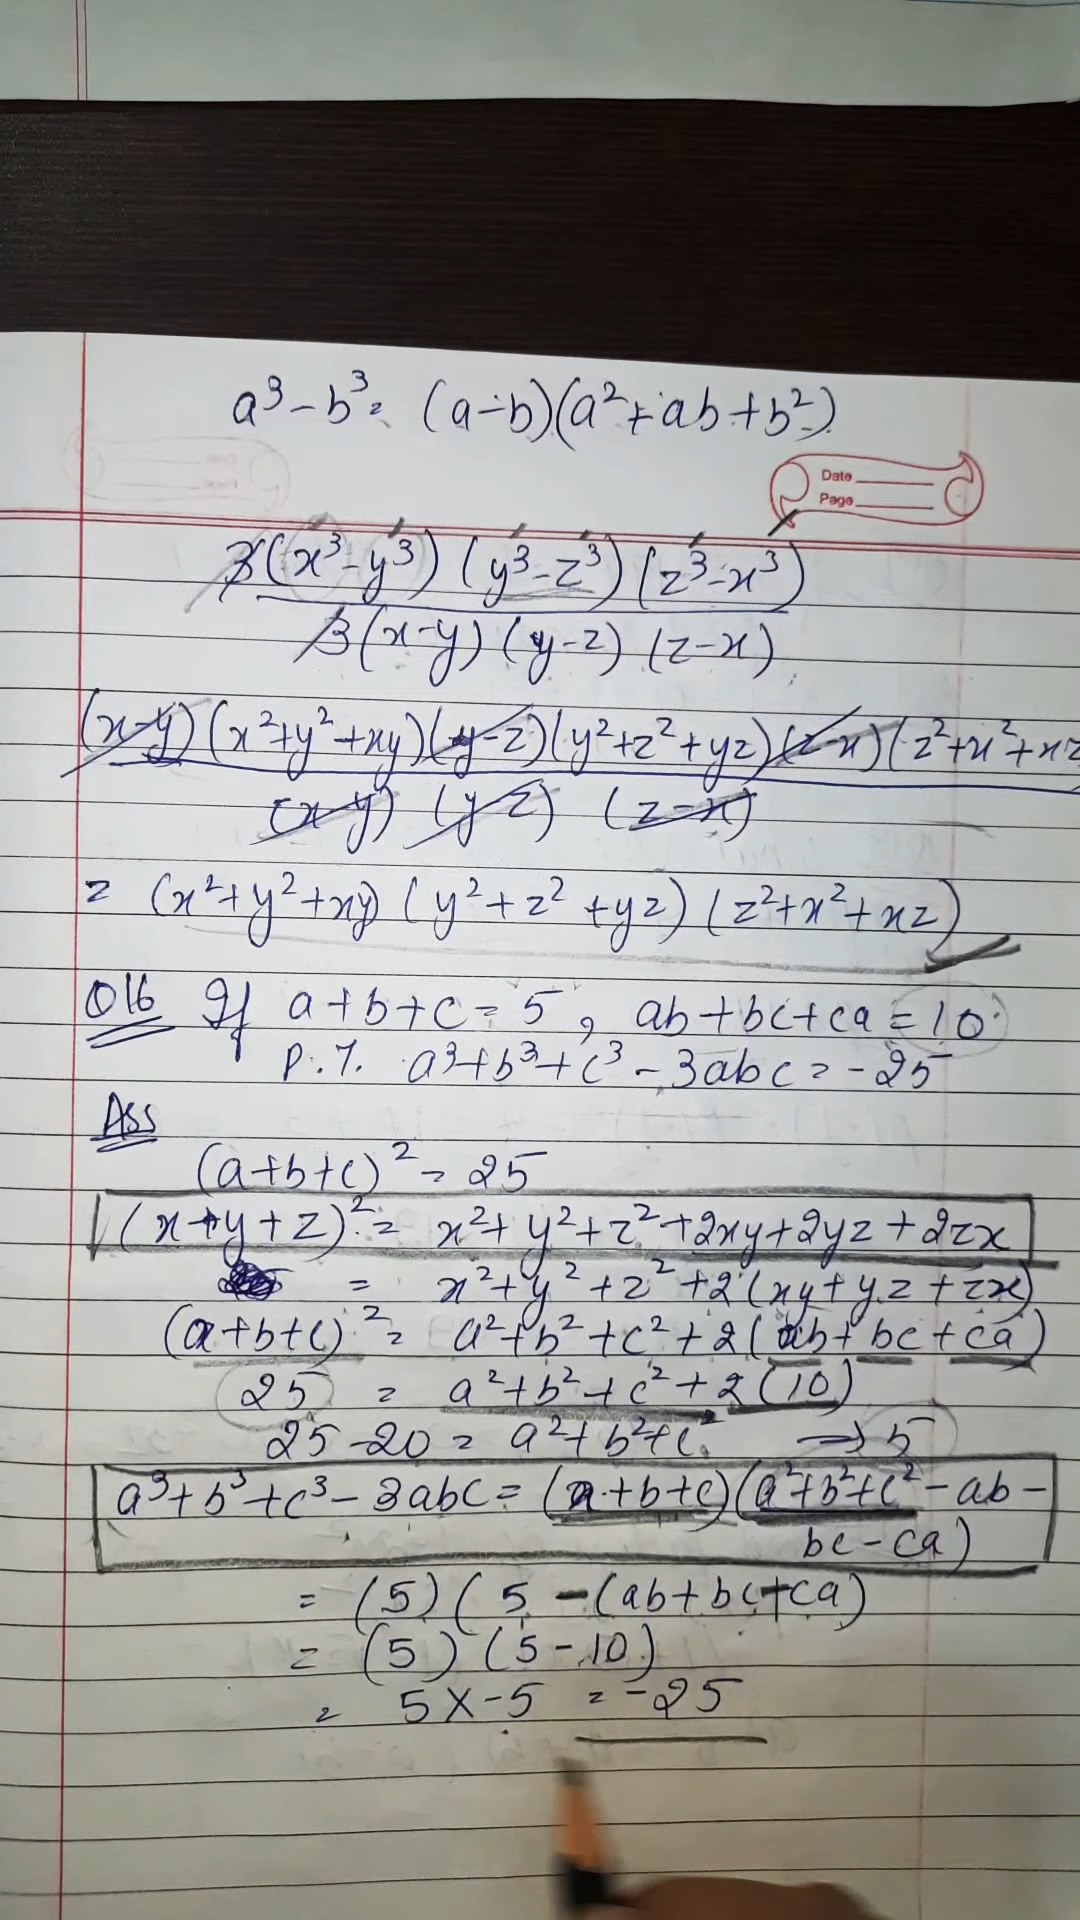 a³-b³= (a-b)(a²+ab+b²)
Date
Page
3(x³-y³) (y³-z³) (z³-x³)
3(x-y) (y-z) (z-x)
(x-y)(x²+y²+xy)(y-z)(y²+z²+yz)(z-x)(z²+x²+xz
(x-y) (y-z) (z-x)
= (x²+y²+xy) (y²+z²+yz) (z²+x²+xz)
Q16 If a+b+c=5, ab+bc+ca=10
P.T. a³+b³+c³-3abc=-25
Ass
(a+b+c)²=25
(x+y+z)²= x²+y²+z²+2xy+2yz+2zx
= x²+y²+z²+2(xy+yz+zx)
(a+b+c)²= a²+b²+c²+2(ab+bc+ca)
25 = a²+b²+c²+2(10)
25-20= a²+b²+c² → 5
a³+b³+c³-3abc= (a+b+c)(a²+b²+c²-ab-
bc-ca)
= (5)(5-(ab+bc+ca)
= (5)(5-10)
= 5X-5 =-25